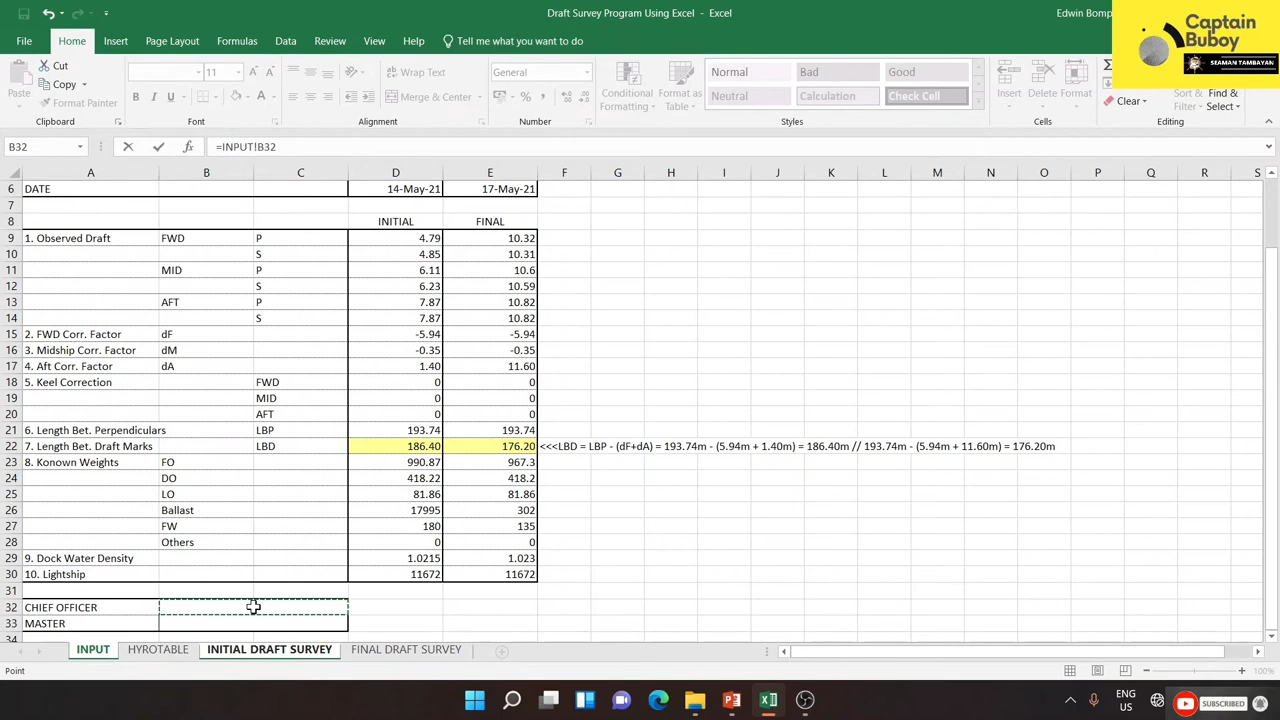 Draft Survey Program Using Excel - Excel
Edwin Bomp
Captain
Buboy
SEAMAN TAMBAYAN
File Home Insert Page Layout Formulas Data Review View Help Tell me what you want to do
Paste
Cut
Copy
Format Painter
Clipboard
11
B I U
Font
Wrap Text
Merge & Center
Alignment
General
Number
Conditional
Formatting
Format as
Table
Normal Bad Good
Neutral Calculation Check Cell
Styles
Insert Delete Format
Cells
Clear
Find &
Select
Editing
B32 =INPUT!B32
A B C D E F G H I J K L M N O P Q R S
6 DATE 14-May-21 17-May-21
7
8 INITIAL FINAL
9 1. Observed Draft FWD P 4.79 10.32
10 S 4.85 10.31
11 MID P 6.11 10.6
12 S 6.23 10.59
13 AFT P 7.87 10.82
14 S 7.87 10.82
15 2. FWD Corr. Factor dF -5.94 -5.94
16 3. Midship Corr. Factor dM -0.35 -0.35
17 4. Aft Corr. Factor dA 1.40 11.60
18 5. Keel Correction FWD 0 0
19 MID 0 0
20 AFT 0 0
21 6. Length Bet. Perpendiculars LBP 193.74 193.74
22 7. Length Bet. Draft Marks LBD 186.40 176.20 <<<LBD = LBP - (dF+dA) = 193.74m - (5.94m + 1.40m) = 186.40m // 193.74m - (5.94m + 11.60m) = 176.20m
23 8. Konown Weights FO 990.87 967.3
24 DO 418.22 418.2
25 LO 81.86 81.86
26 Ballast 17995 302
27 FW 180 135
28 Others 0 0
29 9. Dock Water Density 1.0215 1.023
30 10. Lightship 11672 11672
31
32 CHIEF OFFICER
33 MASTER
34
INPUT HYROTABLE INITIAL DRAFT SURVEY FINAL DRAFT SURVEY
Point
100%
ENG
US
SUBSCRIBED